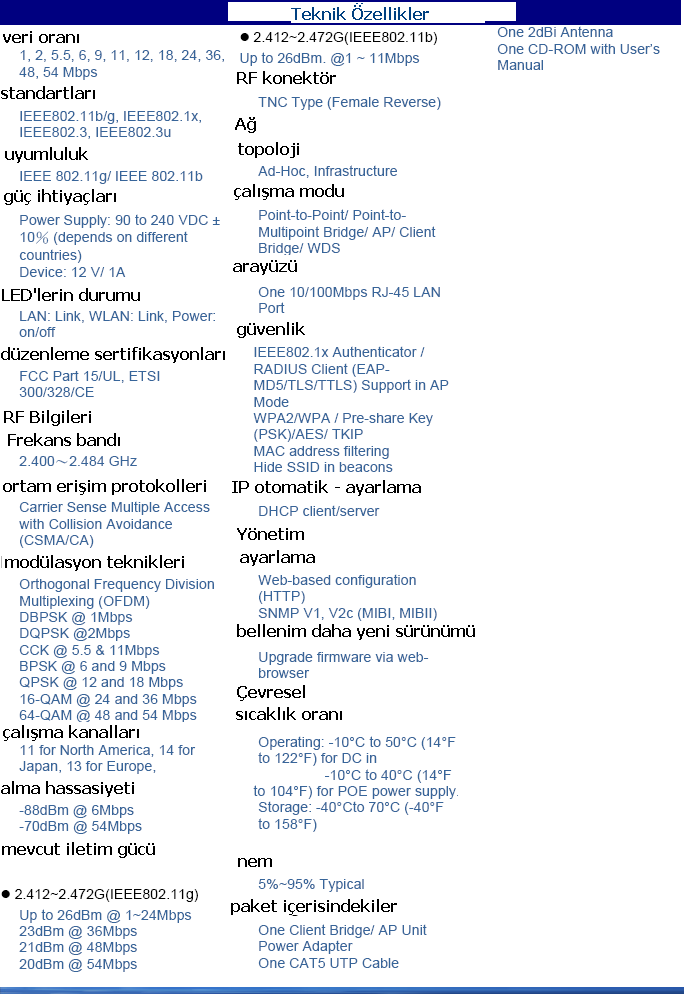 Teknik Özellikler
veri oranı
1, 2, 5.5, 6, 9, 11, 12, 18, 24, 36,
48, 54 Mbps
standartları
IEEE802.11b/g, IEEE802.1x,
IEEE802.3, IEEE802.3u
uyumluluk
IEEE 802.11g/ IEEE 802.11b
güç ihtiyaçları
Power Supply: 90 to 240 VDC ±
10% (depends on different
countries)
Device: 12 V/ 1A
LED'lerin durumu
LAN: Link, WLAN: Link, Power:
on/off
düzenleme sertifikasyonları
FCC Part 15/UL, ETSI
300/328/CE
RF Bilgileri
Frekans bandı
2.400～2.484 GHz
ortam erişim protokolleri
Carrier Sense Multiple Access
with Collision Avoidance
(CSMA/CA)
modülasyon teknikleri
Orthogonal Frequency Division
Multiplexing (OFDM)
DBPSK @ 1Mbps
DQPSK @2Mbps
CCK @ 5.5 & 11Mbps
BPSK @ 6 and 9 Mbps
QPSK @ 12 and 18 Mbps
16-QAM @ 24 and 36 Mbps
64-QAM @ 48 and 54 Mbps
çalışma kanalları
11 for North America, 14 for
Japan, 13 for Europe,
alma hassasiyeti
-88dBm @ 6Mbps
-70dBm @ 54Mbps
mevcut iletim gücü
● 2.412~2.472G(IEEE802.11g)
Up to 26dBm @ 1~24Mbps
23dBm @ 36Mbps
21dBm @ 48Mbps
20dBm @ 54Mbps
● 2.412~2.472G(IEEE802.11b)
Up to 26dBm. @1 ~ 11Mbps
RF konektör
TNC Type (Female Reverse)
Ağ
topoloji
Ad-Hoc, Infrastructure
çalışma modu
Point-to-Point/ Point-to-
Multipoint Bridge/ AP/ Client
Bridge/ WDS
arayüzü
One 10/100Mbps RJ-45 LAN
Port
güvenlik
IEEE802.1x Authenticator /
RADIUS Client (EAP-
MD5/TLS/TTLS) Support in AP
Mode
WPA2/WPA / Pre-share Key
(PSK)/AES/ TKIP
MAC address filtering
Hide SSID in beacons
IP otomatik - ayarlama
DHCP client/server
Yönetim
ayarlama
Web-based configuration
(HTTP)
SNMP V1, V2c (MIBI, MIBII)
bellenim daha yeni sürünümü
Upgrade firmware via web-
browser
Çevresel
sıcaklık oranı
Operating: -10°C to 50°C (14°F
to 122°F) for DC in
-10°C to 40°C (14°F
to 104°F) for POE power supply.
Storage: -40°Cto 70°C (-40°F
to 158°F)
nem
5%~95% Typical
paket içerisindekiler
One Client Bridge/ AP Unit
Power Adapter
One CAT5 UTP Cable
One 2dBi Antenna
One CD-ROM with User's
Manual